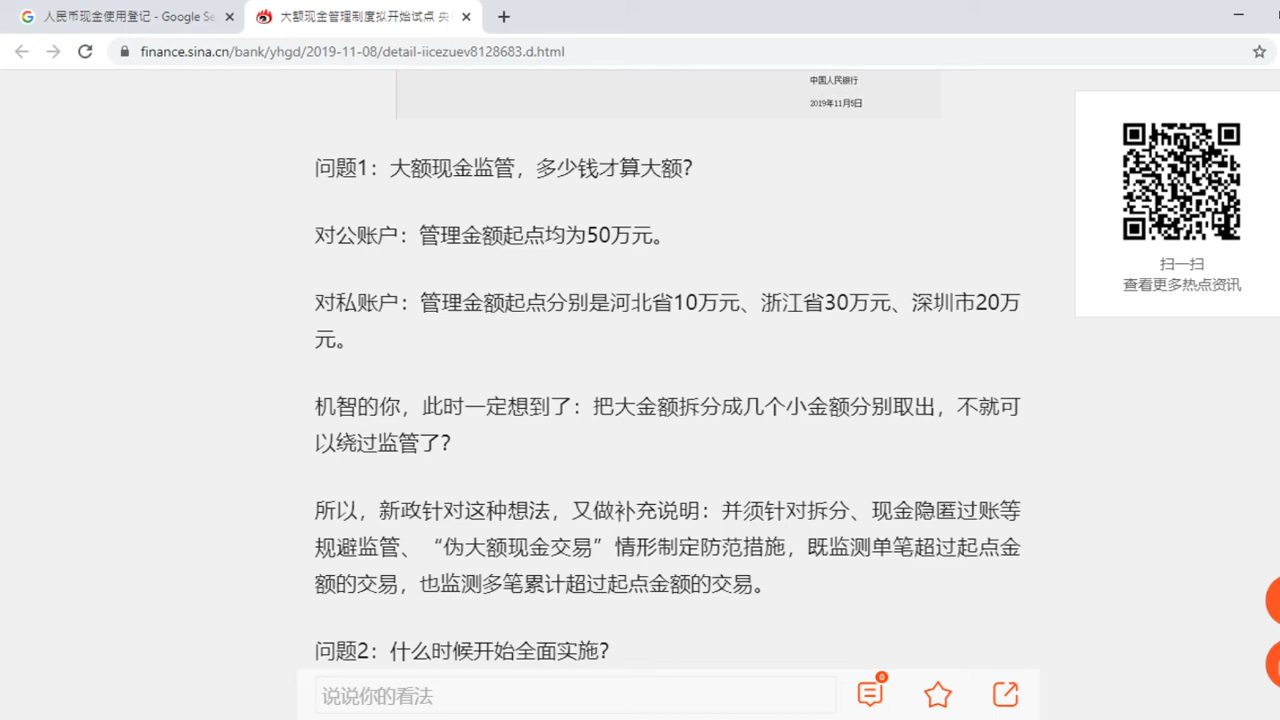 人民币现金使用登记 - Google Se
大额现金管理制度拟开始试点 央
finance.sina.cn/bank/yhgd/2019-11-08/detail-iicezuev8128683.d.html
中国人民银行
2019年11月5日
问题1：大额现金监管，多少钱才算大额?
对公账户：管理金额起点均为50万元。
对私账户：管理金额起点分别是河北省10万元、浙江省30万元、深圳市20万
元。
机智的你，此时一定想到了：把大金额拆分成几个小金额分别取出，不就可
以绕过监管了?
所以，新政针对这种想法，又做补充说明：并须针对拆分、现金隐匿过账等
规避监管、“伪大额现金交易”情形制定防范措施，既监测单笔超过起点金
额的交易，也监测多笔累计超过起点金额的交易。
问题2：什么时候开始全面实施?
扫一扫
查看更多热点资讯
说说你的看法
0